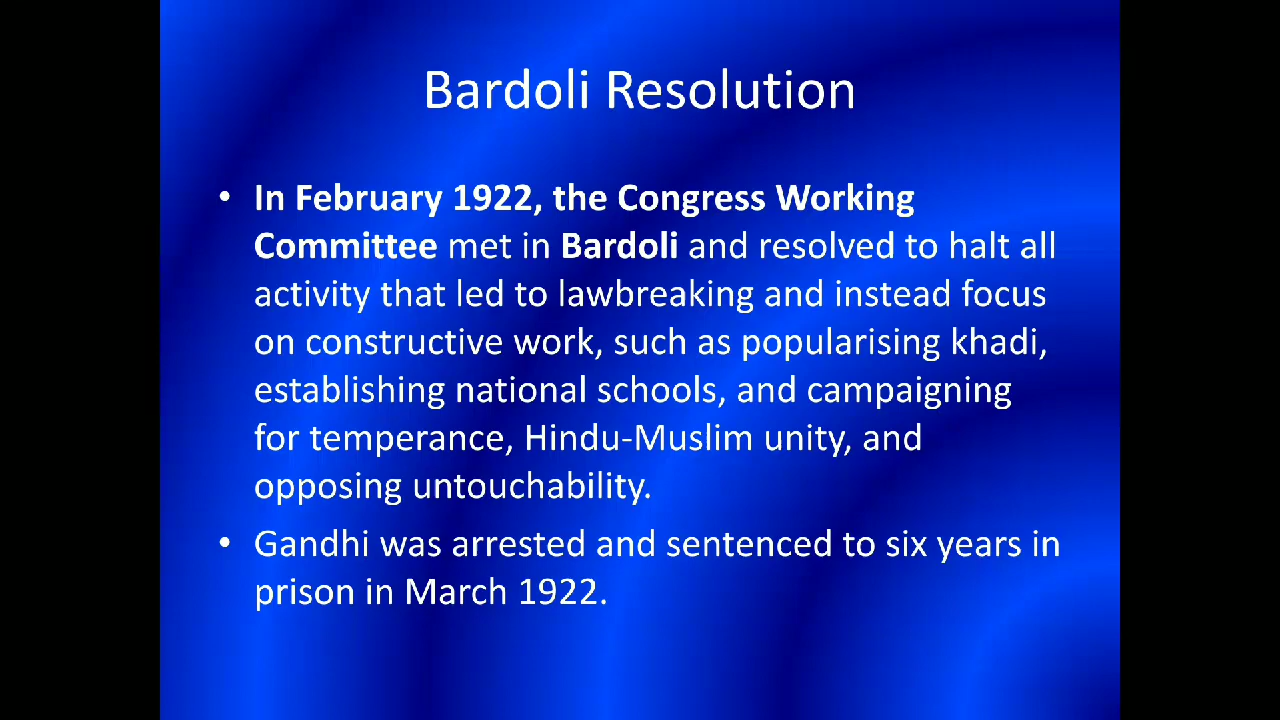 Bardoli Resolution
• In February 1922, the Congress Working
Committee met in Bardoli and resolved to halt all
activity that led to lawbreaking and instead focus
on constructive work, such as popularising khadi,
establishing national schools, and campaigning
for temperance, Hindu-Muslim unity, and
opposing untouchability.
• Gandhi was arrested and sentenced to six years in
prison in March 1922.